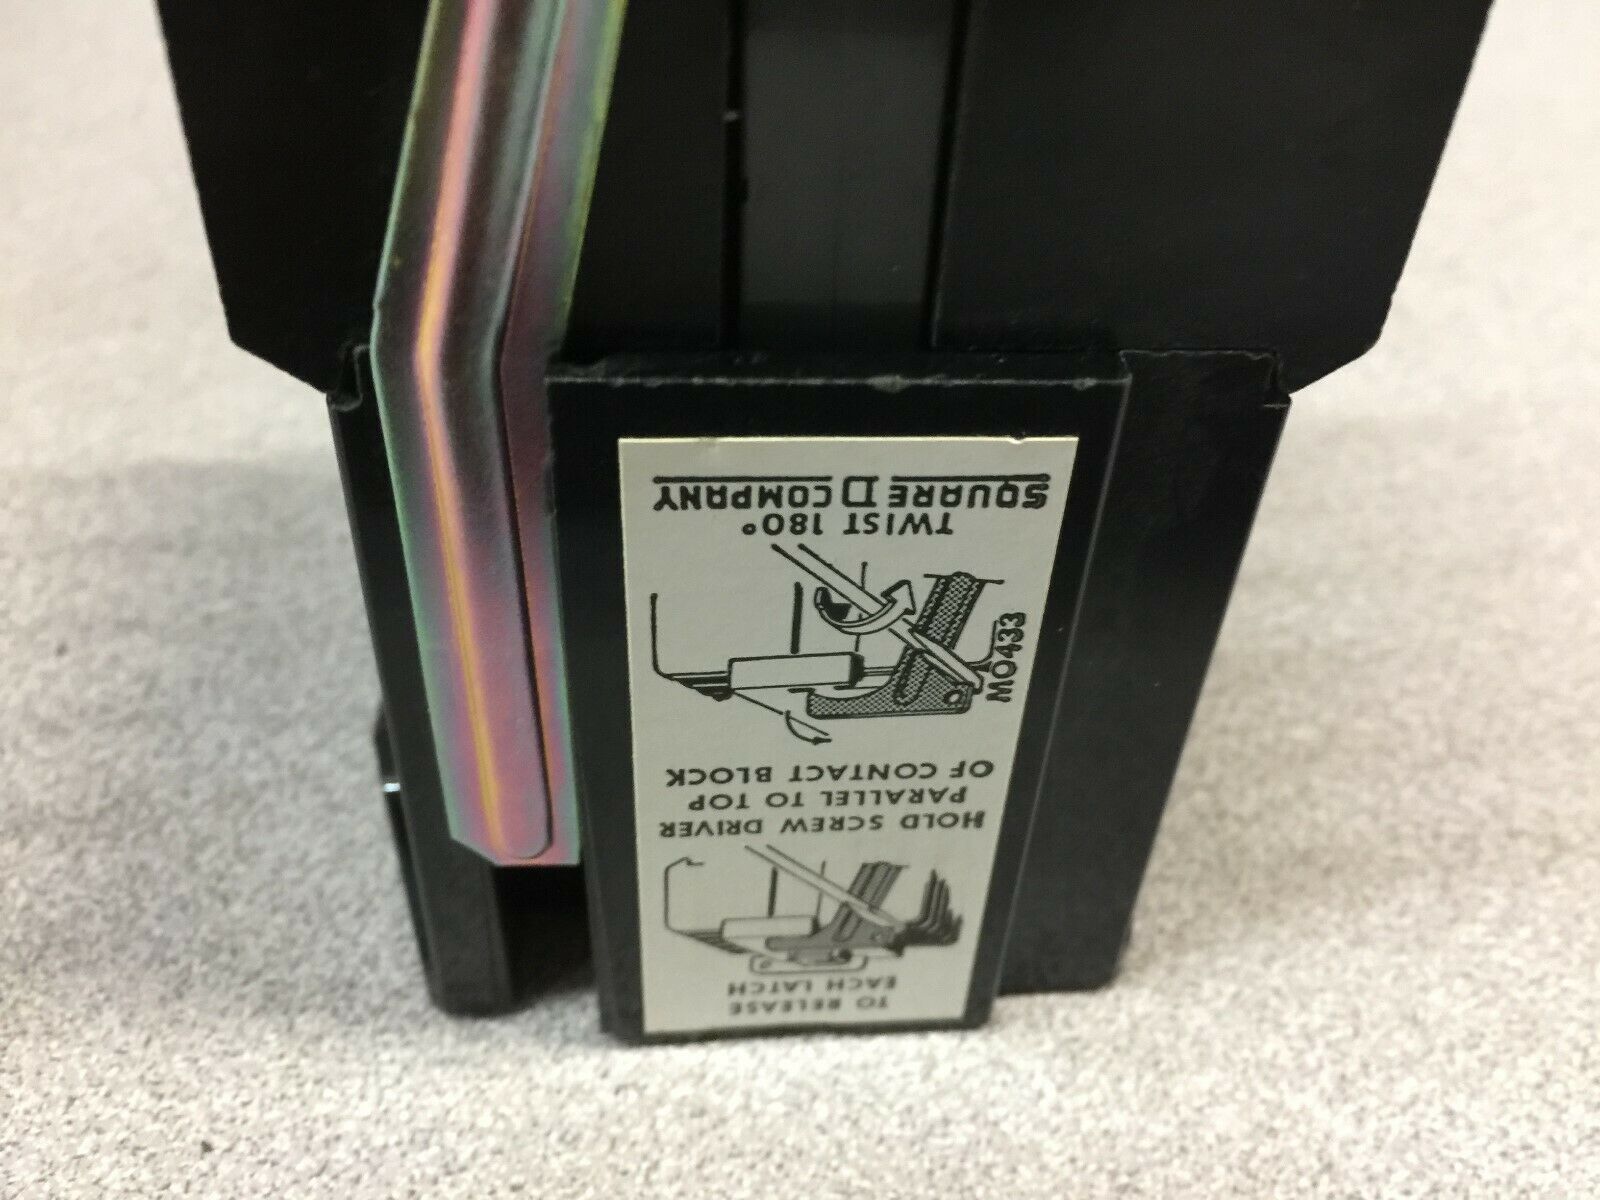 TO RELEASE
EACH LATCH
HOLD SCREW DRIVER
PARALLEL TO TOP
OF CONTACT BLOCK
MO433
TWIST 180°
SQUARE D COMPANY